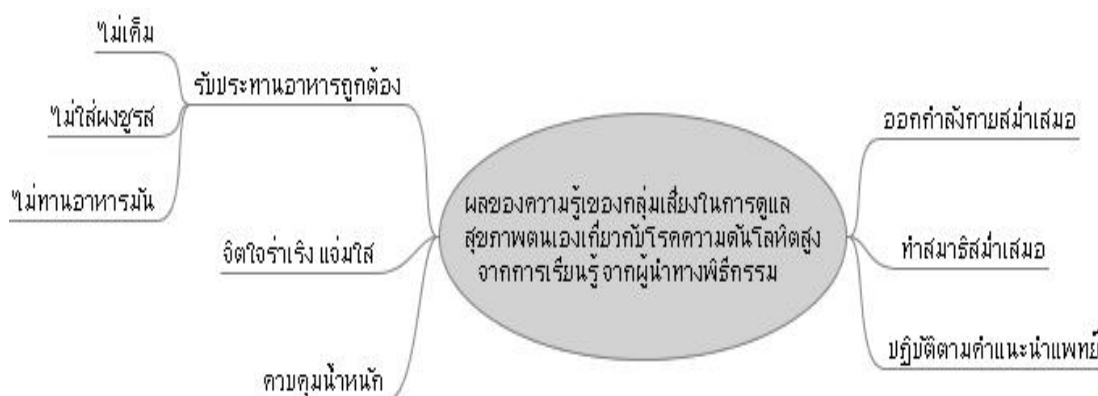 ไม่เค็ม
ไม่ใส่ผงชูรส
ไม่ทานอาหารมัน
รับประทานอาหารถูกต้อง
จิตใจร่าเริง แจ่มใส
ควบคุมน้ำหนัก
ผลของความรู้เของกลุ่มเสี่ยงในการดูแล
สุขภาพตนเองเกี่ยวกับโรคความดันโลหิตสูง
จากการเรียนรู้ จากผู้นำทางพิธีกรรม
ออกกำลังกายสม่ำเสมอ
ทำสมาธิสม่ำเสมอ
ปฏิบัติตามคำแนะนำแพทย์